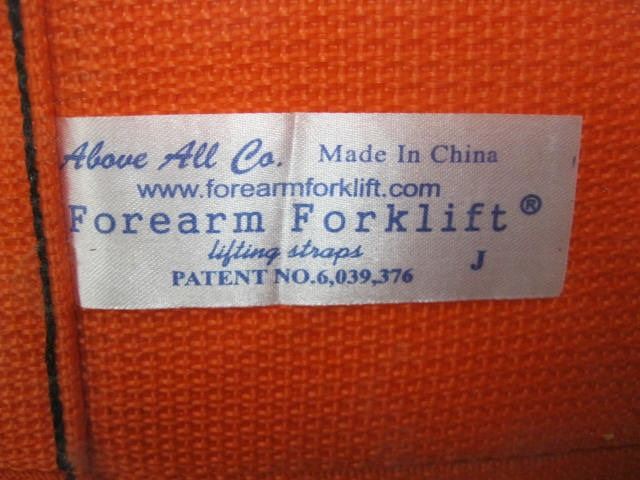 Above All Co. Made In China
www.forearmforklift.com
Forearm Forklift®
lifting straps
J
PATENT NO.6,039,376